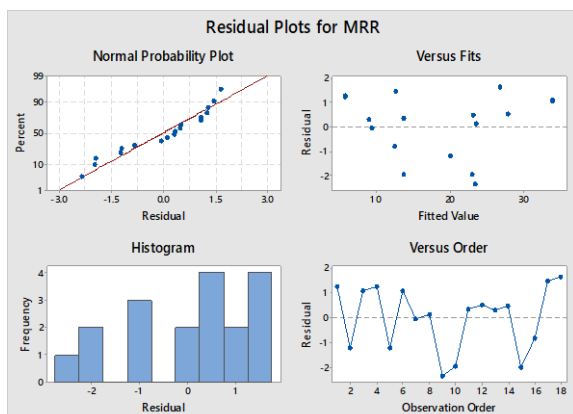 Residual Plots for MRR
Normal Probability Plot
Versus Fits
99
90
50
10
1
Percent
-3.0 -1.5 0.0 1.5 3.0
Residual
2
1
0
-1
-2
Residual
10 20 30
Fitted Value
Histogram
Versus Order
4
3
2
1
0
Frequency
-2 -1 0 1
Residual
2
1
0
-1
-2
Residual
2 4 6 8 10 12 14 16 18
Observation Order